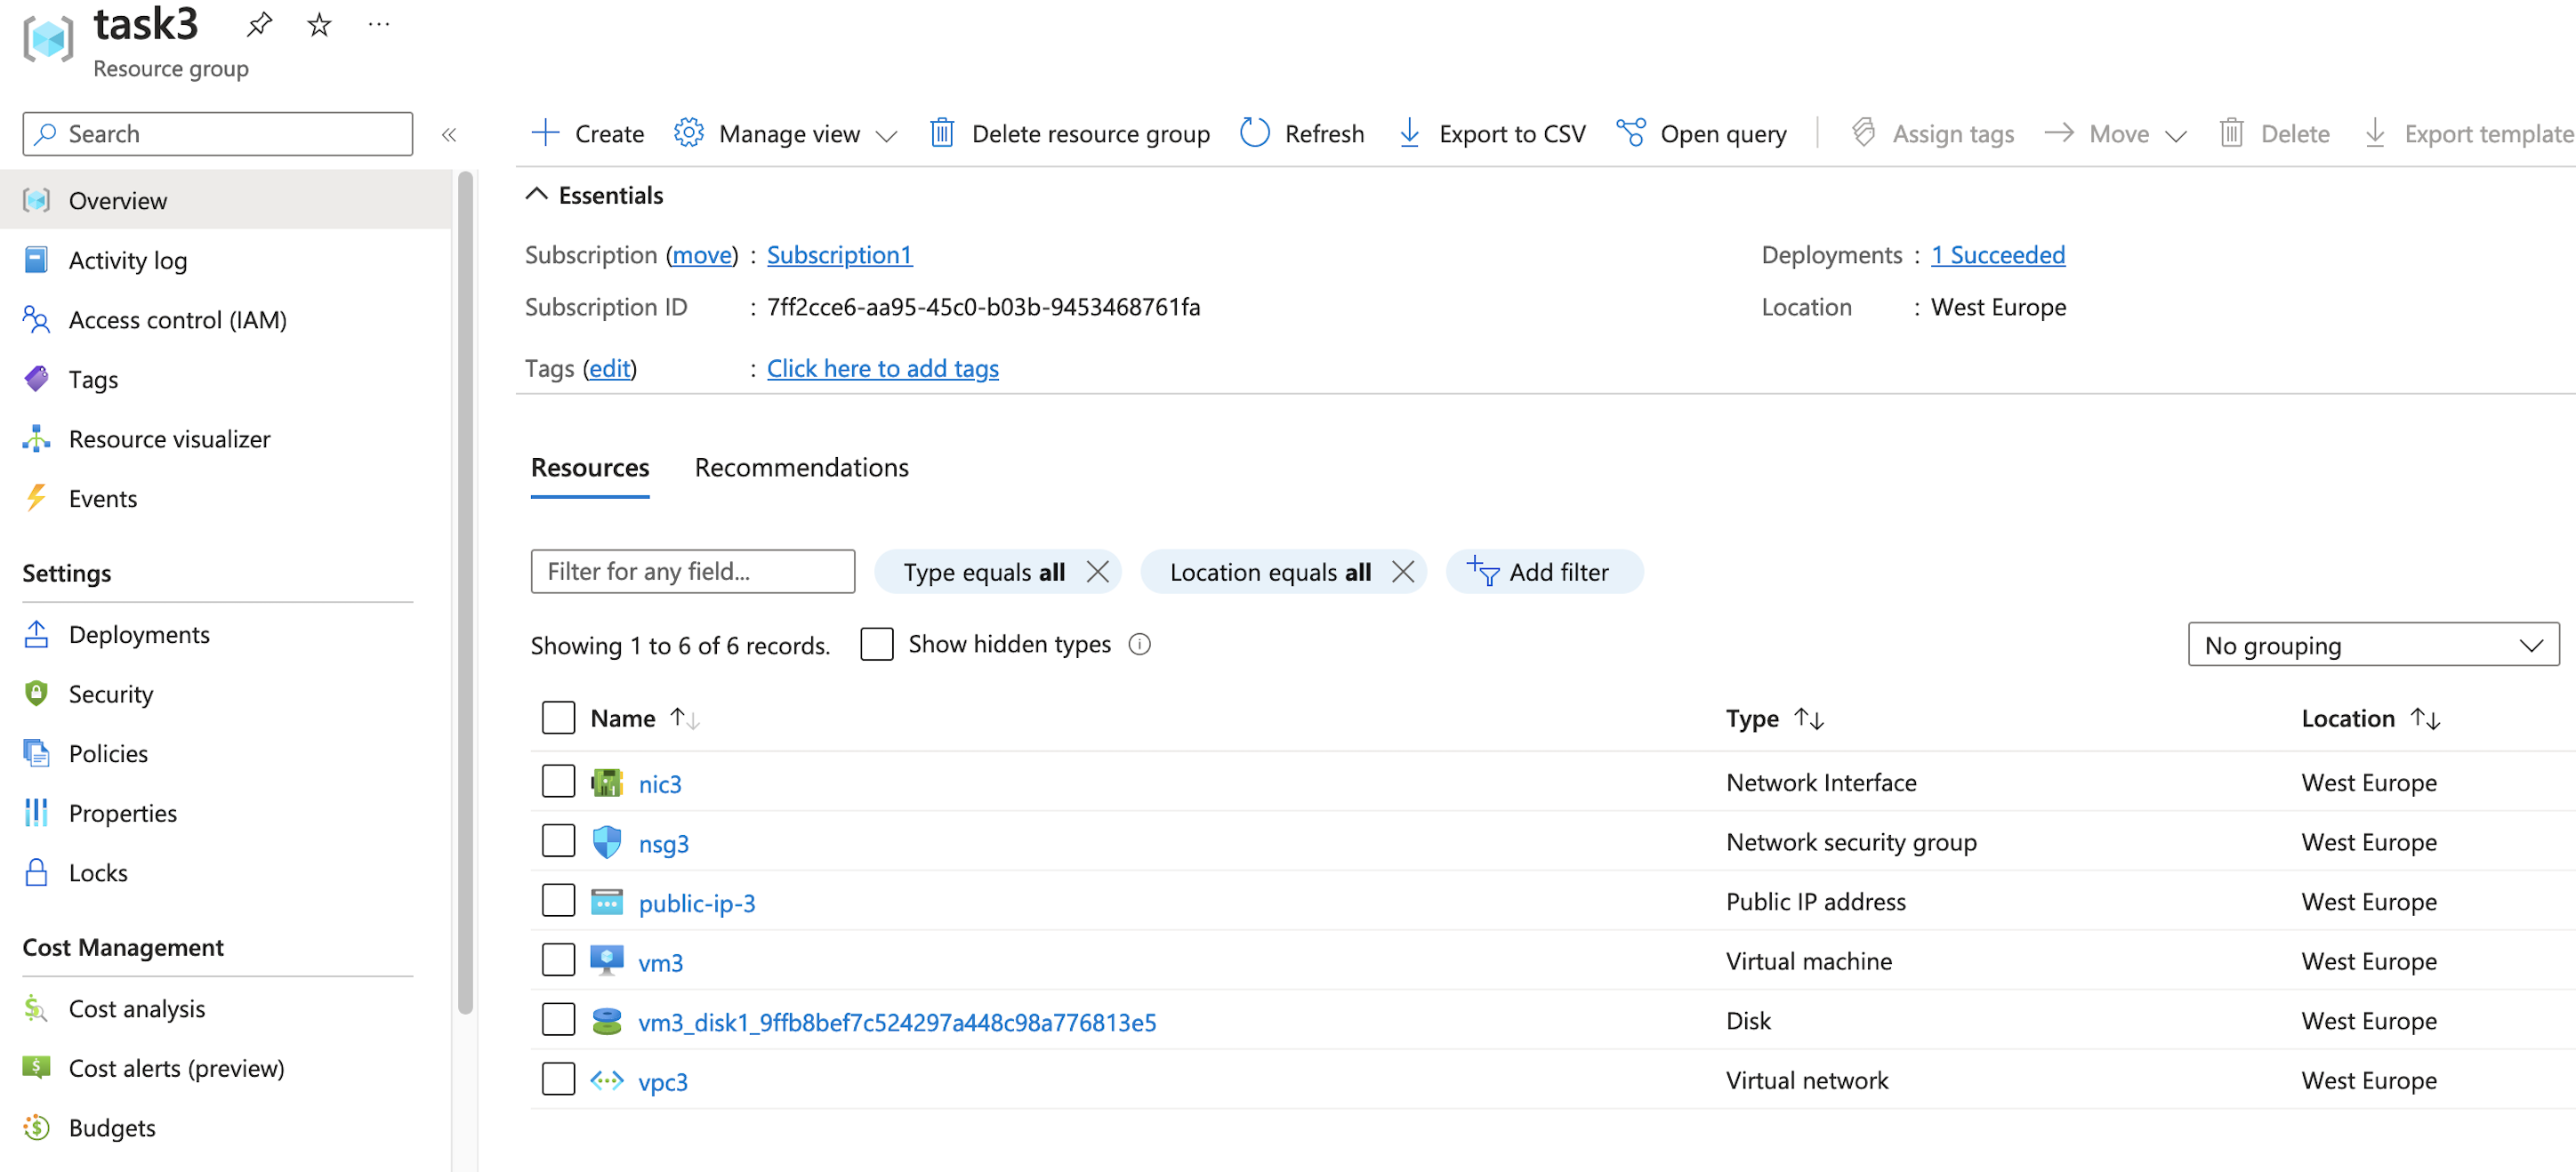 task3
Resource group
Search
Overview
Activity log
Access control (IAM)
Tags
Resource visualizer
Events
Settings
Deployments
Security
Policies
Properties
Locks
Cost Management
Cost analysis
Cost alerts (preview)
Budgets
Create Manage view Delete resource group Refresh Export to CSV Open query Assign tags Move Delete Export template
Essentials
Subscription (move) : Subscription1
Subscription ID : 7ff2cce6-aa95-45c0-b03b-9453468761fa
Tags (edit) : Click here to add tags
Deployments : 1 Succeeded
Location : West Europe
Resources Recommendations
Filter for any field... Type equals all Location equals all Add filter
Showing 1 to 6 of 6 records. Show hidden types No grouping
Name Type Location
nic3 Network Interface West Europe
nsg3 Network security group West Europe
public-ip-3 Public IP address West Europe
vm3 Virtual machine West Europe
vm3_disk1_9ffb8bef7c524297a448c98a776813e5 Disk West Europe
vpc3 Virtual network West Europe